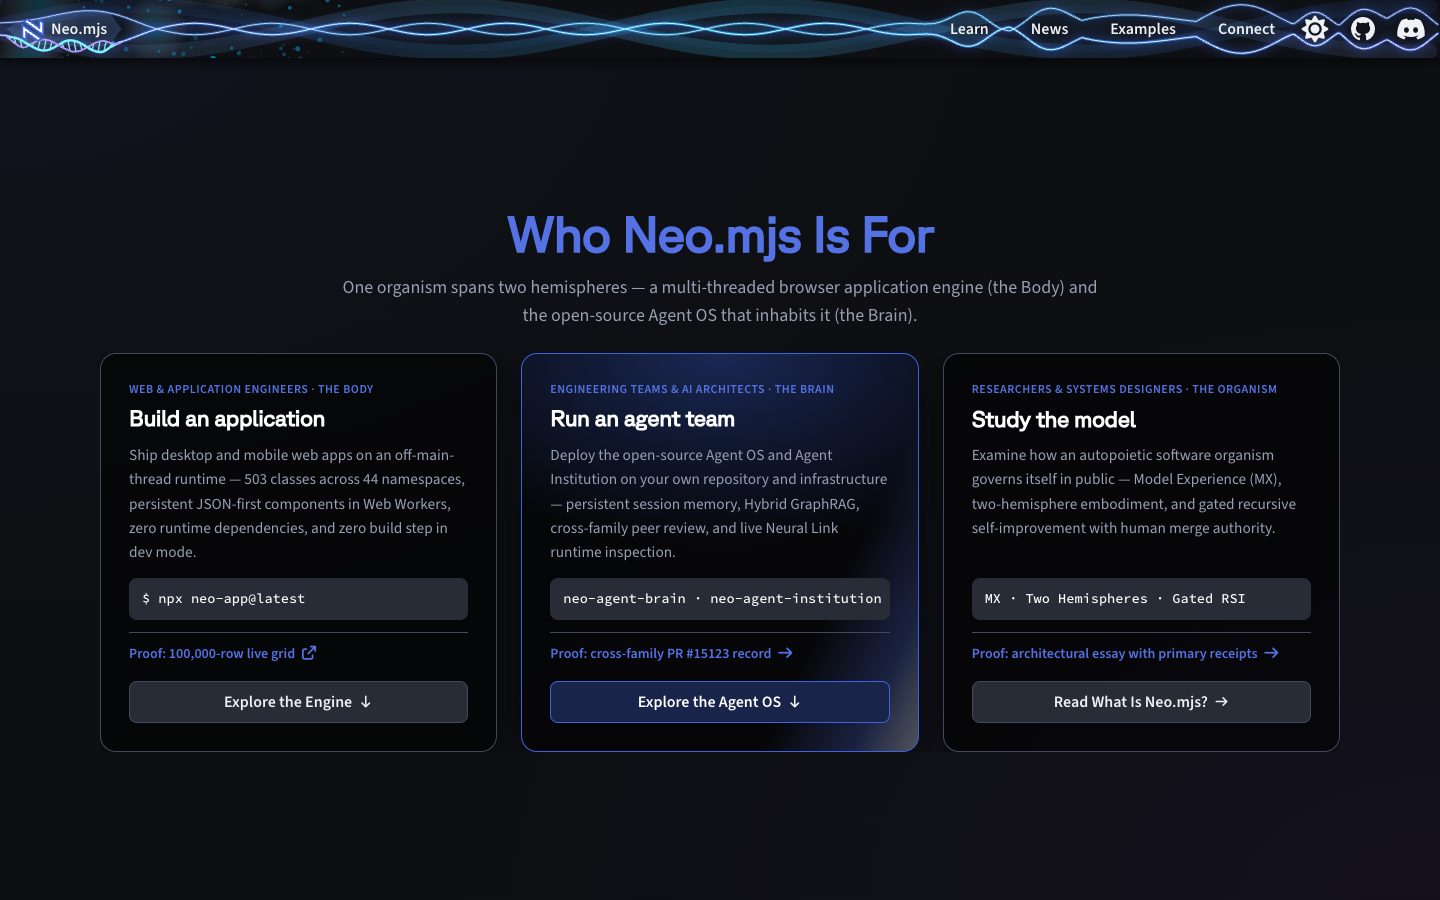 Neo.mjs
Learn
News
Examples
Connect
Who Neo.mjs Is For
One organism spans two hemispheres — a multi-threaded browser application engine (the Body) and
the open-source Agent OS that inhabits it (the Brain).
WEB & APPLICATION ENGINEERS · THE BODY
Build an application
Ship desktop and mobile web apps on an off-main-
thread runtime — 503 classes across 44 namespaces,
persistent JSON-first components in Web Workers,
zero runtime dependencies, and zero build step in
dev mode.
$ npx neo-app@latest
Proof: 100,000-row live grid
Explore the Engine ↓
ENGINEERING TEAMS & AI ARCHITECTS · THE BRAIN
Run an agent team
Deploy the open-source Agent OS and Agent
Institution on your own repository and infrastructure
— persistent session memory, Hybrid GraphRAG,
cross-family peer review, and live Neural Link
runtime inspection.
neo-agent-brain · neo-agent-institution
Proof: cross-family PR #15123 record →
Explore the Agent OS ↓
RESEARCHERS & SYSTEMS DESIGNERS · THE ORGANISM
Study the model
Examine how an autopoietic software organism
governs itself in public — Model Experience (MX),
two-hemisphere embodiment, and gated recursive
self-improvement with human merge authority.
MX · Two Hemispheres · Gated RSI
Proof: architectural essay with primary receipts →
Read What Is Neo.mjs? →